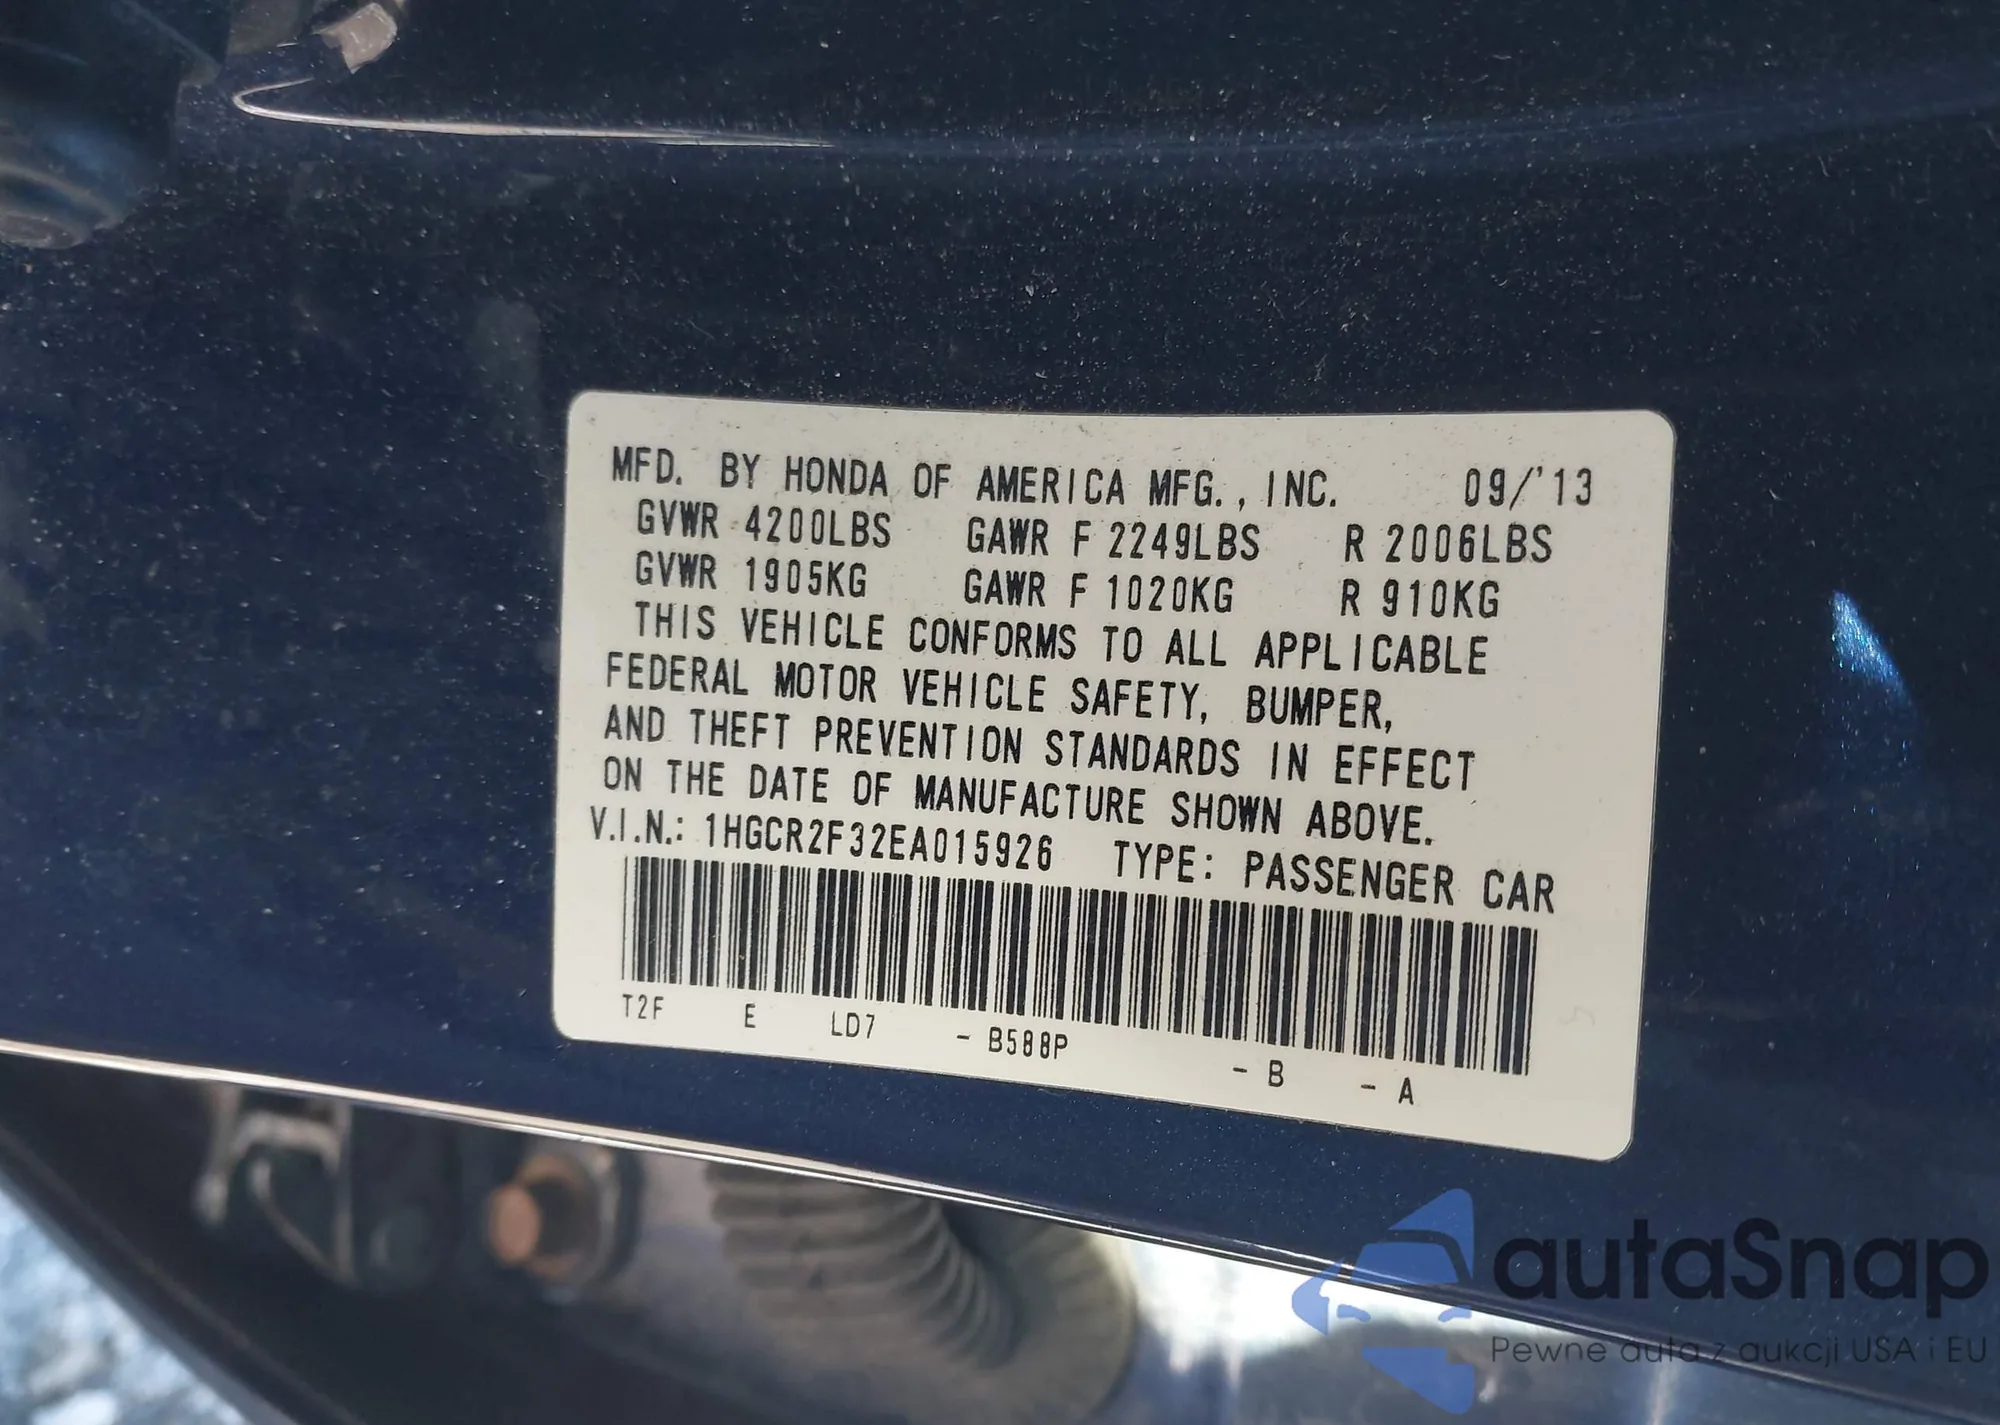 MFD. BY HONDA OF AMERICA MFG., INC. 09/'13
GVWR 4200LBS GAWR F 2249LBS R 2006LBS
GVWR 1905KG GAWR F 1020KG R 910KG
THIS VEHICLE CONFORMS TO ALL APPLICABLE
FEDERAL MOTOR VEHICLE SAFETY, BUMPER,
AND THEFT PREVENTION STANDARDS IN EFFECT
ON THE DATE OF MANUFACTURE SHOWN ABOVE.
V.I.N.: 1HGCR2F32EA015926 TYPE: PASSENGER CAR
T2F E LD7 - B588P - B - A
autaSnap
Pewne auta z aukcji USA i EU